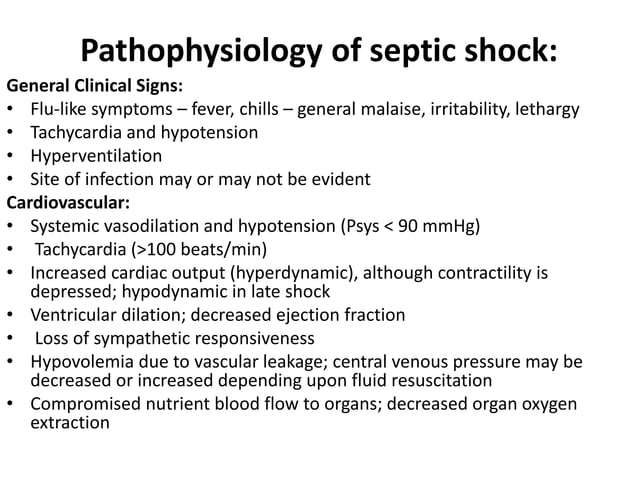 Pathophysiology of septic shock:
General Clinical Signs:
• Flu-like symptoms – fever, chills – general malaise, irritability, lethargy
• Tachycardia and hypotension
• Hyperventilation
• Site of infection may or may not be evident
Cardiovascular:
• Systemic vasodilation and hypotension (Psys < 90 mmHg)
• Tachycardia (>100 beats/min)
• Increased cardiac output (hyperdynamic), although contractility is
depressed; hypodynamic in late shock
• Ventricular dilation; decreased ejection fraction
• Loss of sympathetic responsiveness
• Hypovolemia due to vascular leakage; central venous pressure may be
decreased or increased depending upon fluid resuscitation
• Compromised nutrient blood flow to organs; decreased organ oxygen
extraction